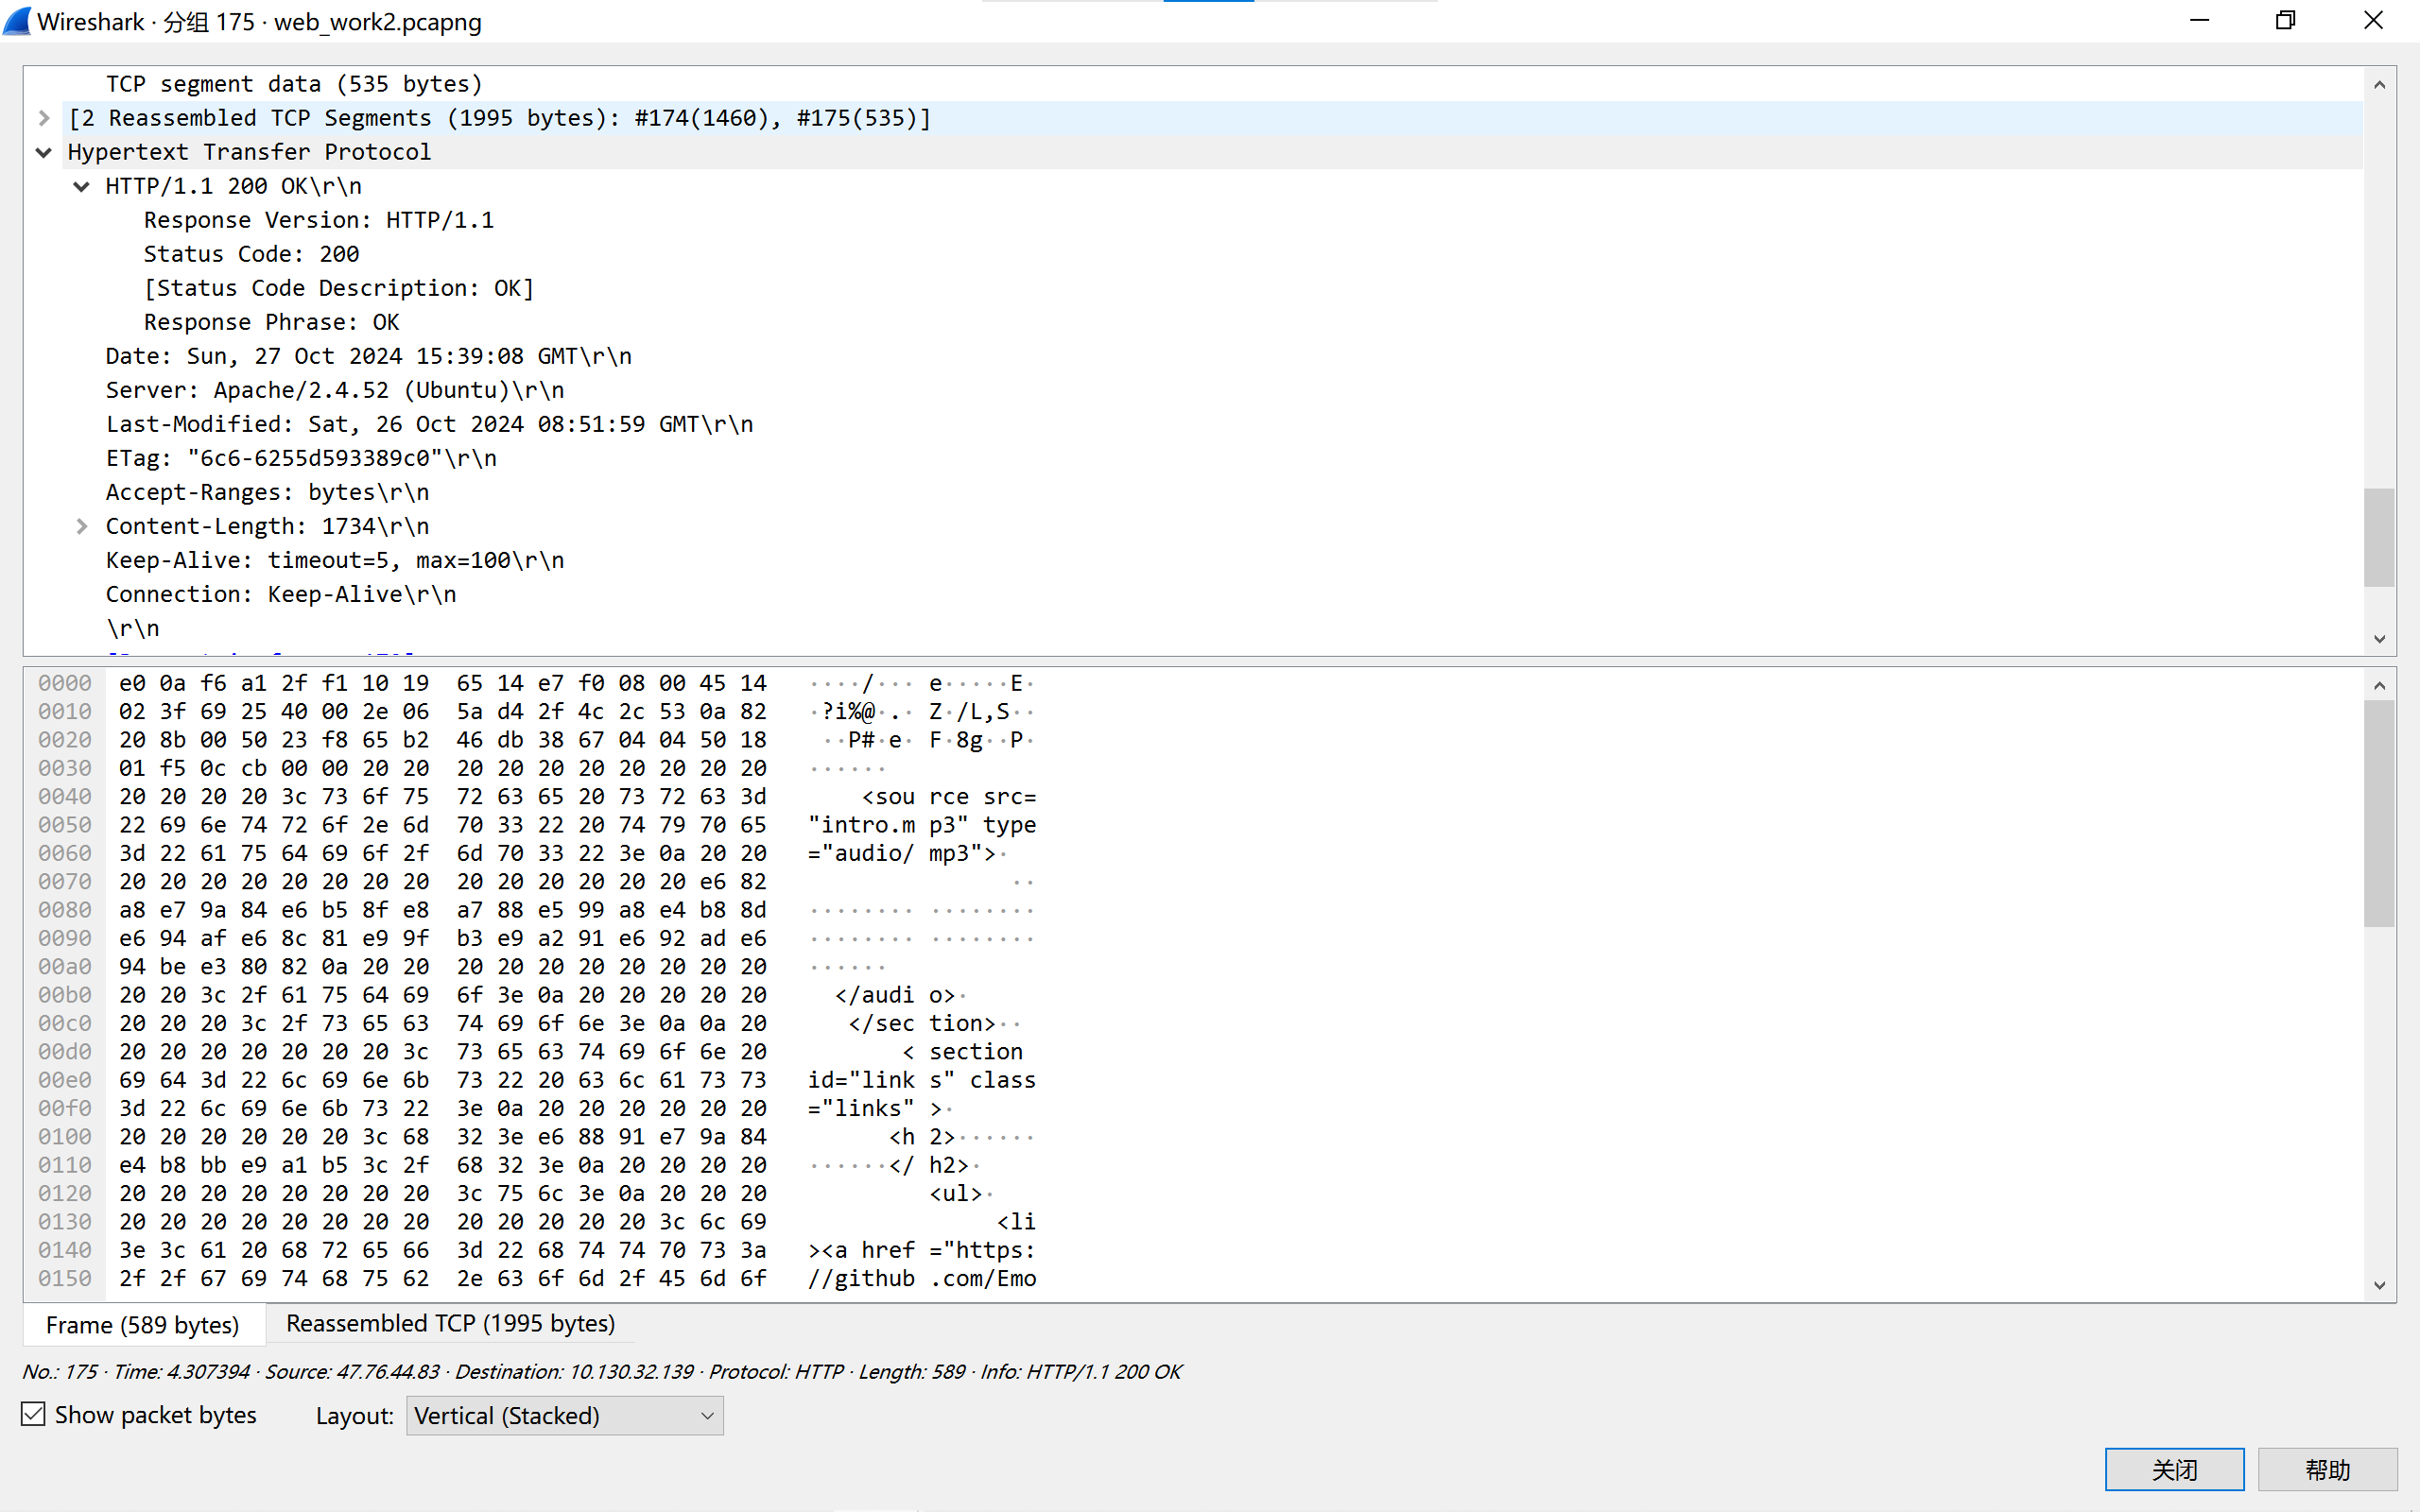 Wireshark · 分组 175 · web_work2.pcapng
TCP segment data (535 bytes)
[2 Reassembled TCP Segments (1995 bytes): #174(1460), #175(535)]
Hypertext Transfer Protocol
HTTP/1.1 200 OK\r\n
Response Version: HTTP/1.1
Status Code: 200
[Status Code Description: OK]
Response Phrase: OK
Date: Sun, 27 Oct 2024 15:39:08 GMT\r\n
Server: Apache/2.4.52 (Ubuntu)\r\n
Last-Modified: Sat, 26 Oct 2024 08:51:59 GMT\r\n
ETag: "6c6-6255d593389c0"\r\n
Accept-Ranges: bytes\r\n
Content-Length: 1734\r\n
Keep-Alive: timeout=5, max=100\r\n
Connection: Keep-Alive\r\n
\r\n
0000 e0 0a f6 a1 2f f1 10 19 65 14 e7 f0 08 00 45 14 ····/··· e·····E·
0010 02 3f 69 25 40 00 2e 06 5a d4 2f 4c 2c 53 0a 82 ·?i%@·.· Z·/L,S··
0020 20 8b 00 50 23 f8 65 b2 46 db 38 67 04 04 50 18 ··P#·e· F·8g··P·
0030 01 f5 0c cb 00 00 20 20 20 20 20 20 20 20 20 20 ······
0040 20 20 20 20 3c 73 6f 75 72 63 65 20 73 72 63 3d <sou rce src=
0050 22 69 6e 74 72 6f 2e 6d 70 33 22 20 74 79 70 65 "intro.m p3" type
0060 3d 22 61 75 64 69 6f 2f 6d 70 33 22 3e 0a 20 20 ="audio/ mp3">·
0070 20 20 20 20 20 20 20 20 20 20 20 20 20 20 e6 82 ··
0080 a8 e7 9a 84 e6 b5 8f e8 a7 88 e5 99 a8 e4 b8 8d ········ ········
0090 e6 94 af e6 8c 81 e9 9f b3 e9 a2 91 e6 92 ad e6 ········ ········
00a0 94 be e3 80 82 0a 20 20 20 20 20 20 20 20 20 20 ······
00b0 20 20 3c 2f 61 75 64 69 6f 3e 0a 20 20 20 20 20 </audi o>·
00c0 20 20 20 3c 2f 73 65 63 74 69 6f 6e 3e 0a 0a 20 </sec tion>··
00d0 20 20 20 20 20 20 20 3c 73 65 63 74 69 6f 6e 20 < section
00e0 69 64 3d 22 6c 69 6e 6b 73 22 20 63 6c 61 73 73 id="link s" class
00f0 3d 22 6c 69 6e 6b 73 22 3e 0a 20 20 20 20 20 20 ="links" >·
0100 20 20 20 20 20 20 3c 68 32 3e e6 88 91 e7 9a 84 <h 2>······
0110 e4 b8 bb e9 a1 b5 3c 2f 68 32 3e 0a 20 20 20 20 ······</ h2>·
0120 20 20 20 20 20 20 20 20 3c 75 6c 3e 0a 20 20 20 <ul>·
0130 20 20 20 20 20 20 20 20 20 20 20 20 20 3c 6c 69 <li
0140 3e 3c 61 20 68 72 65 66 3d 22 68 74 74 70 73 3a ><a href ="https:
0150 2f 2f 67 69 74 68 75 62 2e 63 6f 6d 2f 45 6d 6f //github .com/Emo
Frame (589 bytes) Reassembled TCP (1995 bytes)
No.: 175 · Time: 4.307394 · Source: 47.76.44.83 · Destination: 10.130.32.139 · Protocol: HTTP · Length: 589 · Info: HTTP/1.1 200 OK
Show packet bytes Layout: Vertical (Stacked)
关闭 帮助